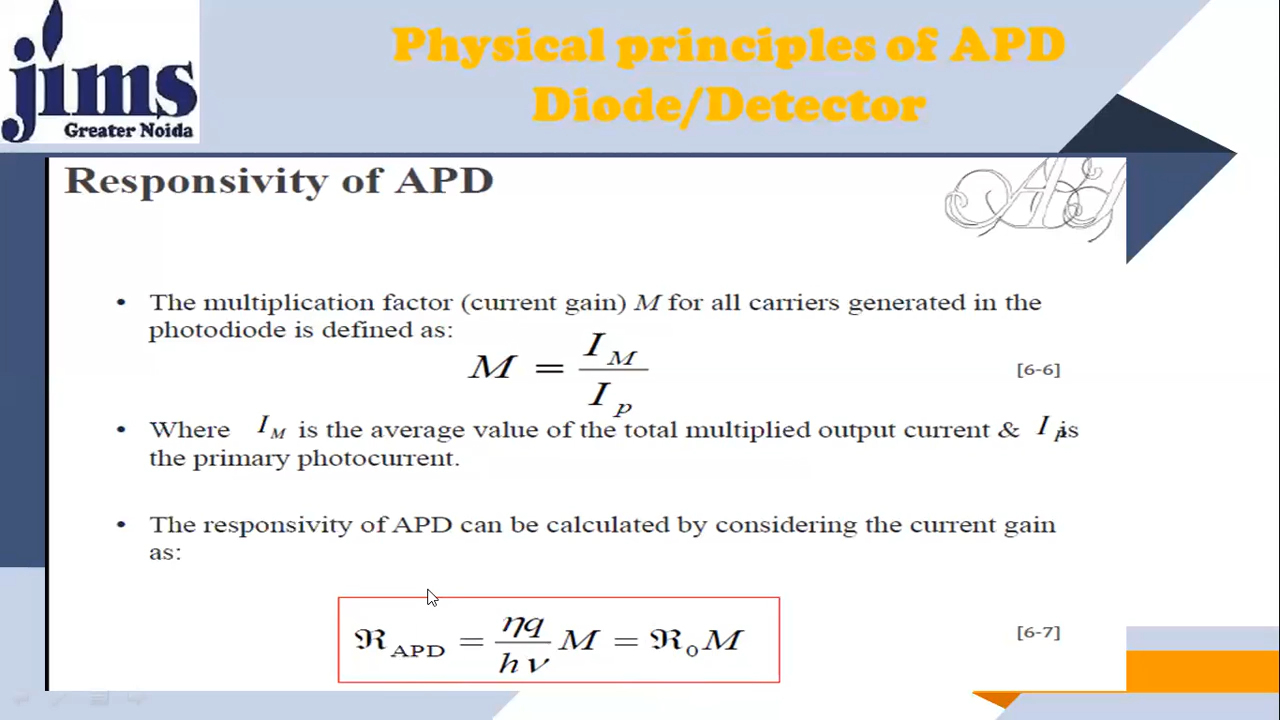 jims
Greater Noida
Physical principles of APD
Diode/Detector
Responsivity of APD
• The multiplication factor (current gain) M for all carriers generated in the
photodiode is defined as:
M = I_M / I_p [6-6]
• Where I_M is the average value of the total multiplied output current & I_p is
the primary photocurrent.
• The responsivity of APD can be calculated by considering the current gain
as:
ℜ_APD = ηq / hν M = ℜ_0 M [6-7]